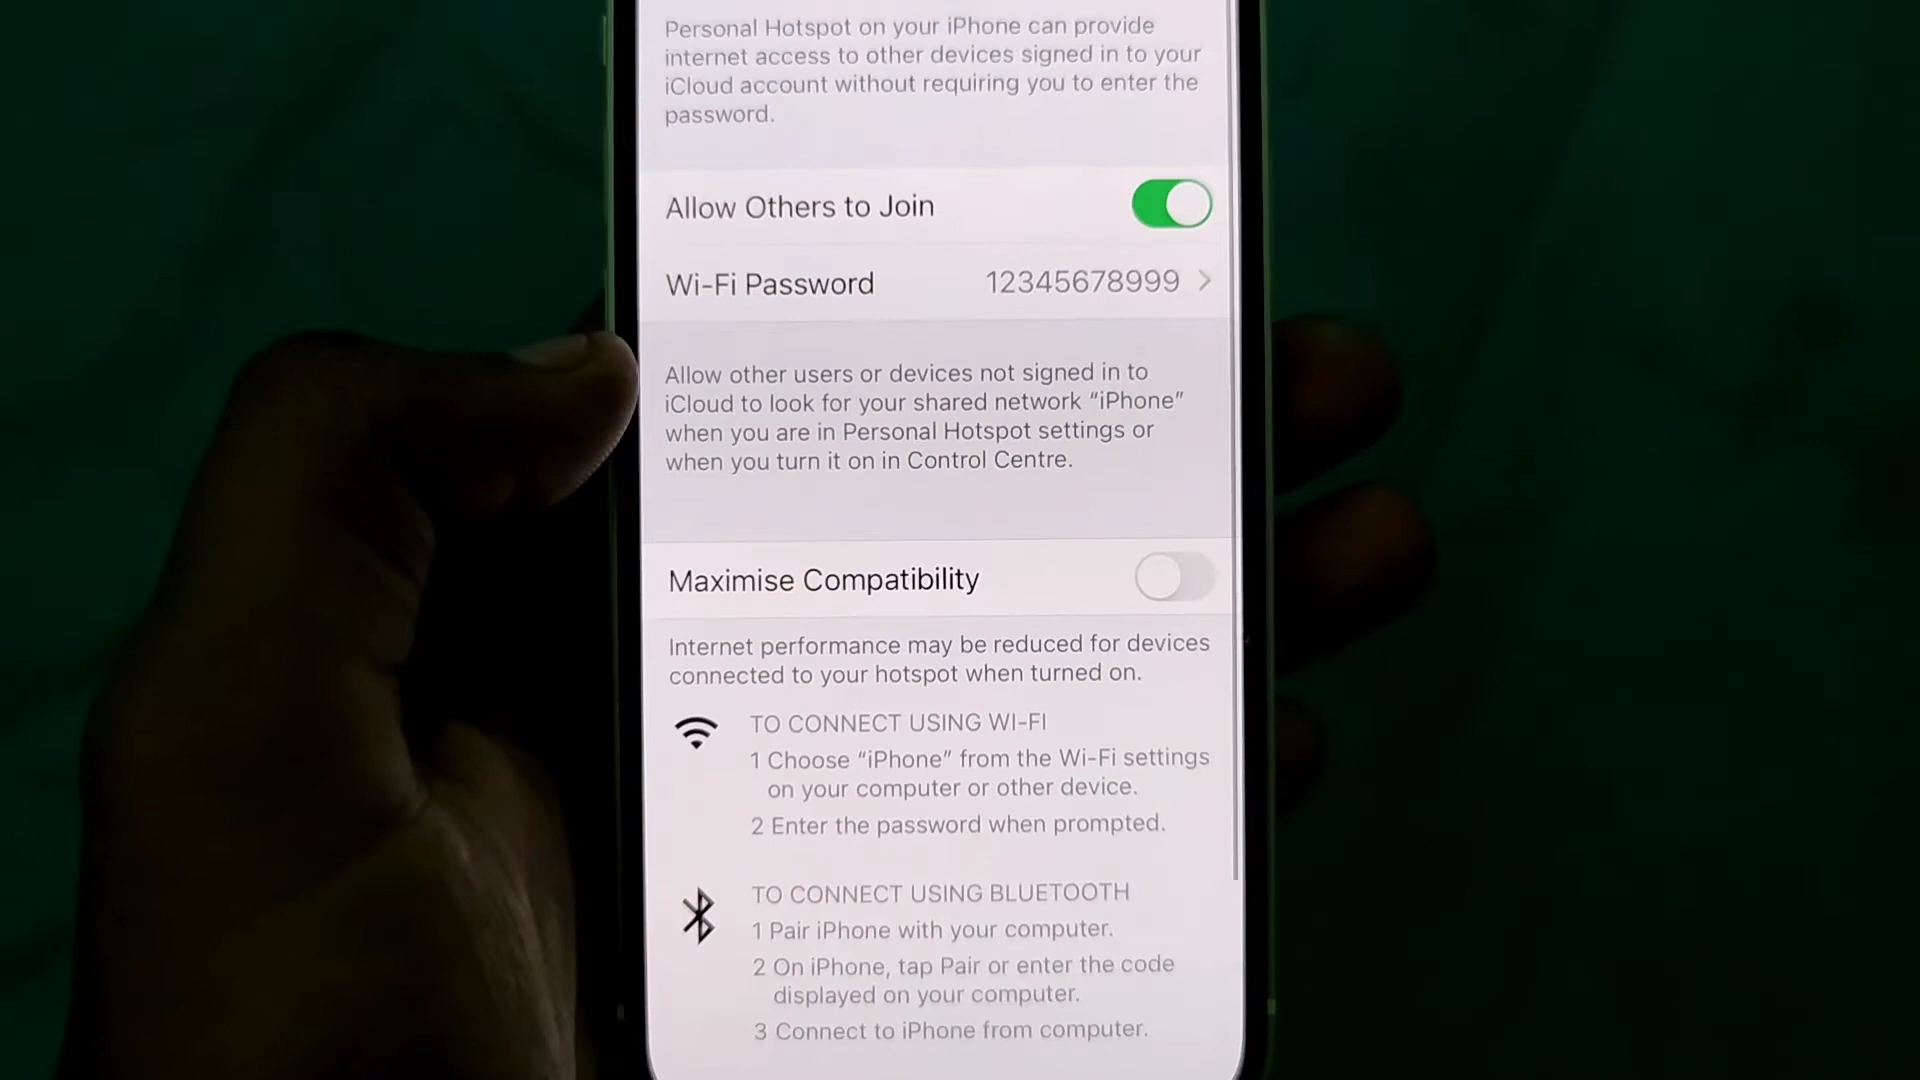 Personal Hotspot on your iPhone can provide
internet access to other devices signed in to your
iCloud account without requiring you to enter the
password.
Allow Others to Join
Wi-Fi Password 12345678999
Allow other users or devices not signed in to
iCloud to look for your shared network “iPhone”
when you are in Personal Hotspot settings or
when you turn it on in Control Centre.
Maximise Compatibility
Internet performance may be reduced for devices
connected to your hotspot when turned on.
TO CONNECT USING WI-FI
1 Choose “iPhone” from the Wi-Fi settings
on your computer or other device.
2 Enter the password when prompted.
TO CONNECT USING BLUETOOTH
1 Pair iPhone with your computer.
2 On iPhone, tap Pair or enter the code
displayed on your computer.
3 Connect to iPhone from computer.